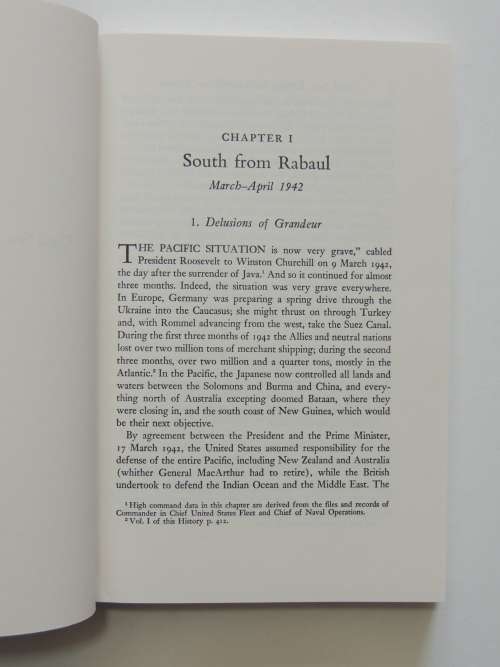 CHAPTER I
South from Rabaul
March–April 1942
1. Delusions of Grandeur
THE PACIFIC SITUATION is now very grave," cabled
President Roosevelt to Winston Churchill on 9 March 1942,
the day after the surrender of Java.¹ And so it continued for almost
three months. Indeed, the situation was very grave everywhere.
In Europe, Germany was preparing a spring drive through the
Ukraine into the Caucasus; she might thrust on through Turkey
and, with Rommel advancing from the west, take the Suez Canal.
During the first three months of 1942 the Allies and neutral nations
lost over two million tons of merchant shipping; during the second
three months, over two million and a quarter tons, mostly in the
Atlantic.² In the Pacific, the Japanese now controlled all lands and
waters between the Solomons and Burma and China, and every-
thing north of Australia excepting doomed Bataan, where they
were closing in, and the south coast of New Guinea, which would
be their next objective.
By agreement between the President and the Prime Minister,
17 March 1942, the United States assumed responsibility for the
defense of the entire Pacific, including New Zealand and Australia
(whither General MacArthur had to retire), while the British
undertook to defend the Indian Ocean and the Middle East. The
¹ High command data in this chapter are derived from the files and records of
Commander in Chief United States Fleet and Chief of Naval Operations.
² Vol. I of this History p. 412.